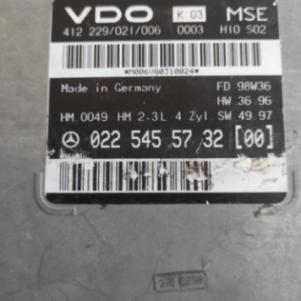 VDO K 03 MSE
412 229/021/006 0003 H10 S02
*M006V80310024*
Made in Germany FD 98W36
HW 36.96
HM 0049 HM 2.3L 4 Zyl. SW 49.97
022 545 57 32 [00]